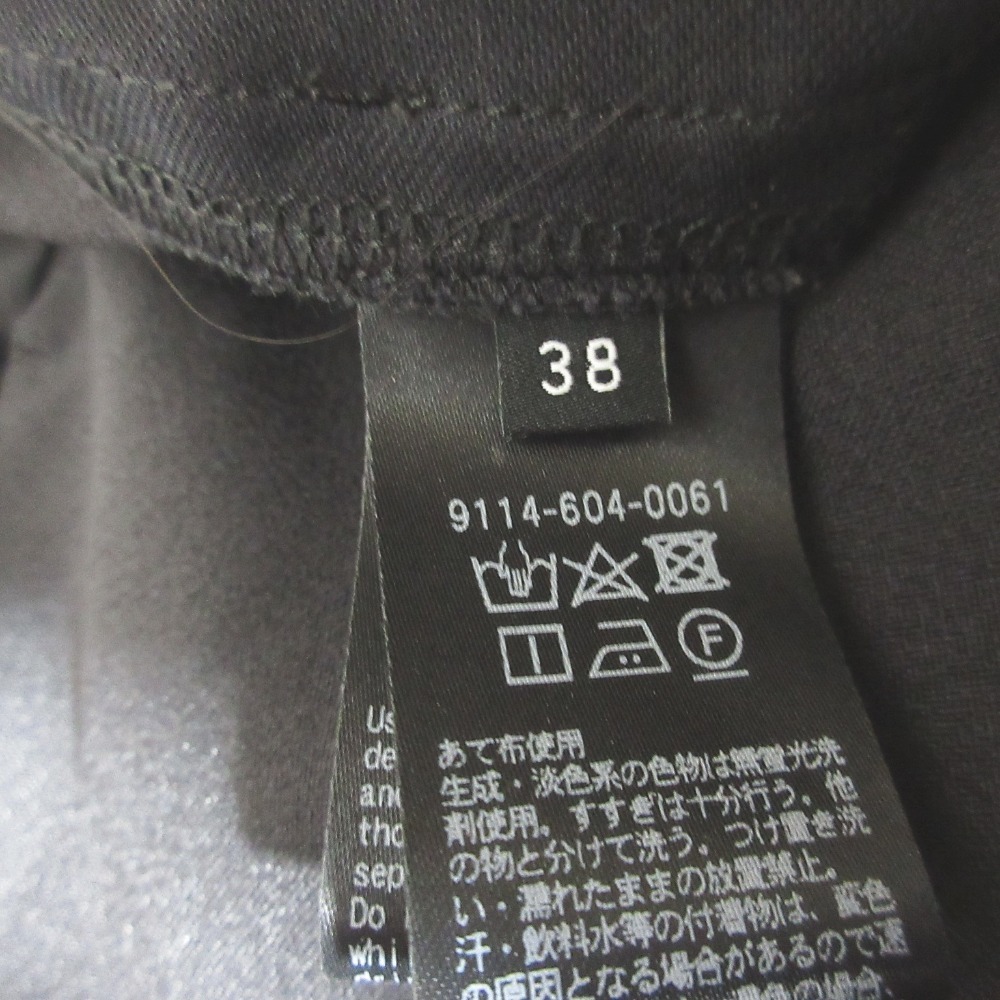 38
9114-604-0061
F
あて布使用
生成・淡色系の色物は無蛍光洗
剤使用。すすぎは十分行う。他
の物と分けて洗う。つけ置き洗
い・濡れたままの放置禁止。
汗・飲料水等の付着物は、変色
の原因となる場合があるので速
Us
de
and
tho
sep
Do
whi